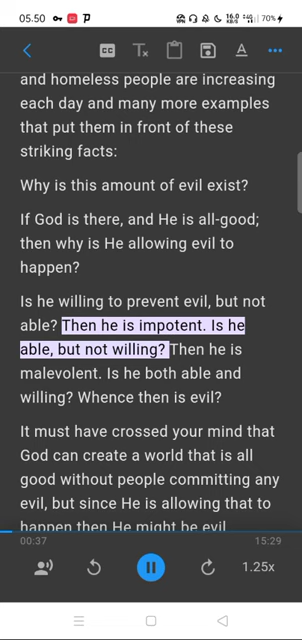 05.50
16.0 KB/S
70%
CC
and homeless people are increasing
each day and many more examples
that put them in front of these
striking facts:
Why is this amount of evil exist?
If God is there, and He is all-good;
then why is He allowing evil to
happen?
Is he willing to prevent evil, but not
able? Then he is impotent. Is he
able, but not willing? Then he is
malevolent. Is he both able and
willing? Whence then is evil?
It must have crossed your mind that
God can create a world that is all
good without people committing any
evil, but since He is allowing that to
happen then He might be evil
00:37
15:29
1.25x